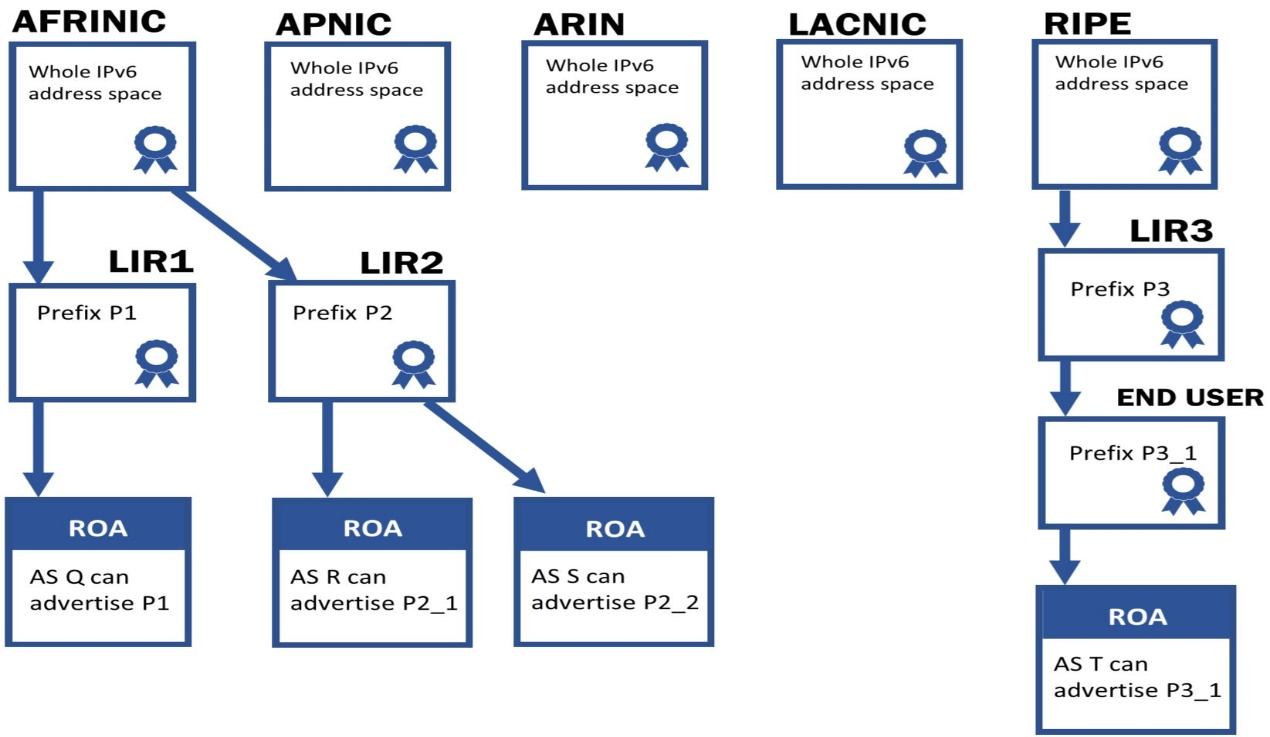 AFRINIC
APNIC
ARIN
LACNIC
RIPE
Whole IPv6
address space
Whole IPv6
address space
Whole IPv6
address space
Whole IPv6
address space
Whole IPv6
address space
LIR1
LIR2
LIR3
Prefix P1
Prefix P2
Prefix P3
END USER
Prefix P3_1
ROA
AS Q can
advertise P1
ROA
AS R can
advertise P2_1
ROA
AS S can
advertise P2_2
ROA
AS T can
advertise P3_1